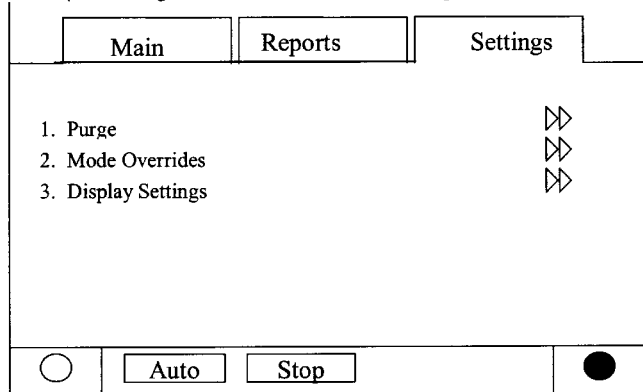 Main Reports Settings
1. Purge
2. Mode Overrides
3. Display Settings
Auto Stop